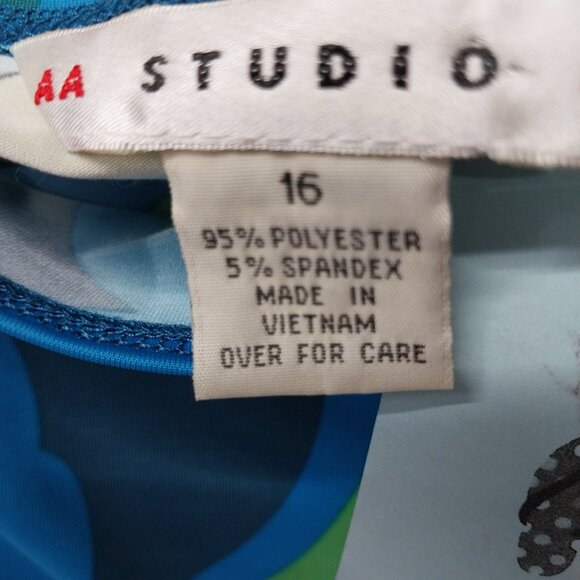 AA STUDIO
16
95% POLYESTER
5% SPANDEX
MADE IN
VIETNAM
OVER FOR CARE